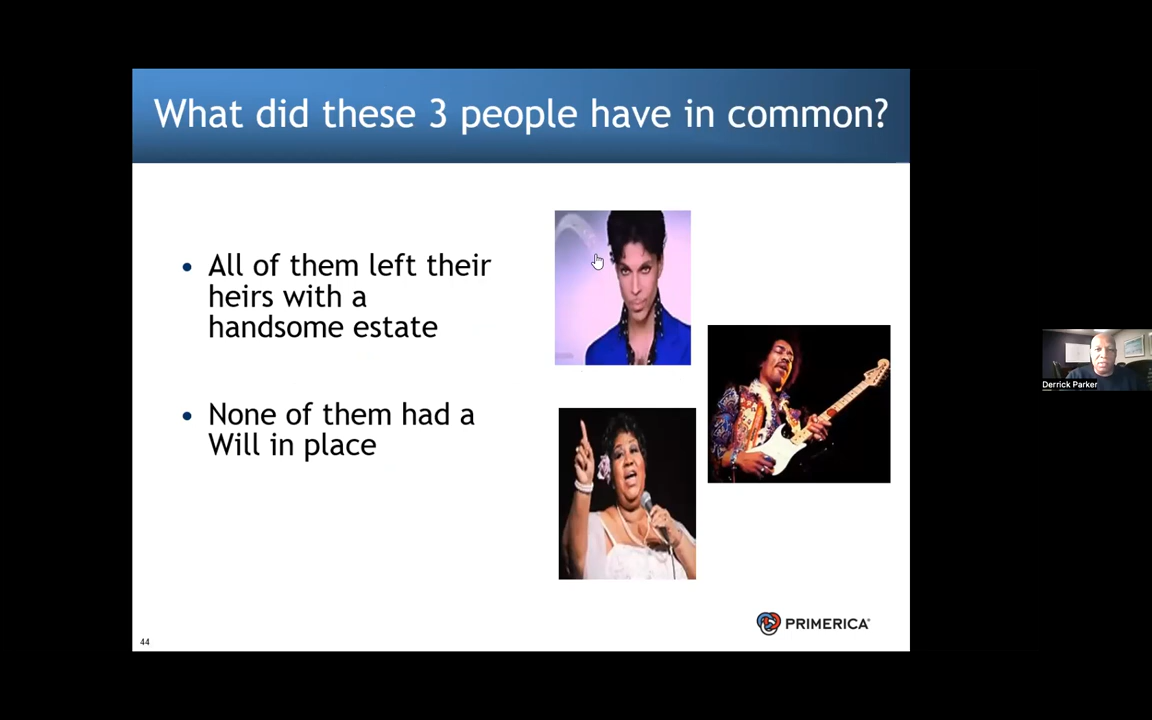 What did these 3 people have in common?
• All of them left their
heirs with a
handsome estate
• None of them had a
Will in place
Derrick Parker
PRIMERICA®
44